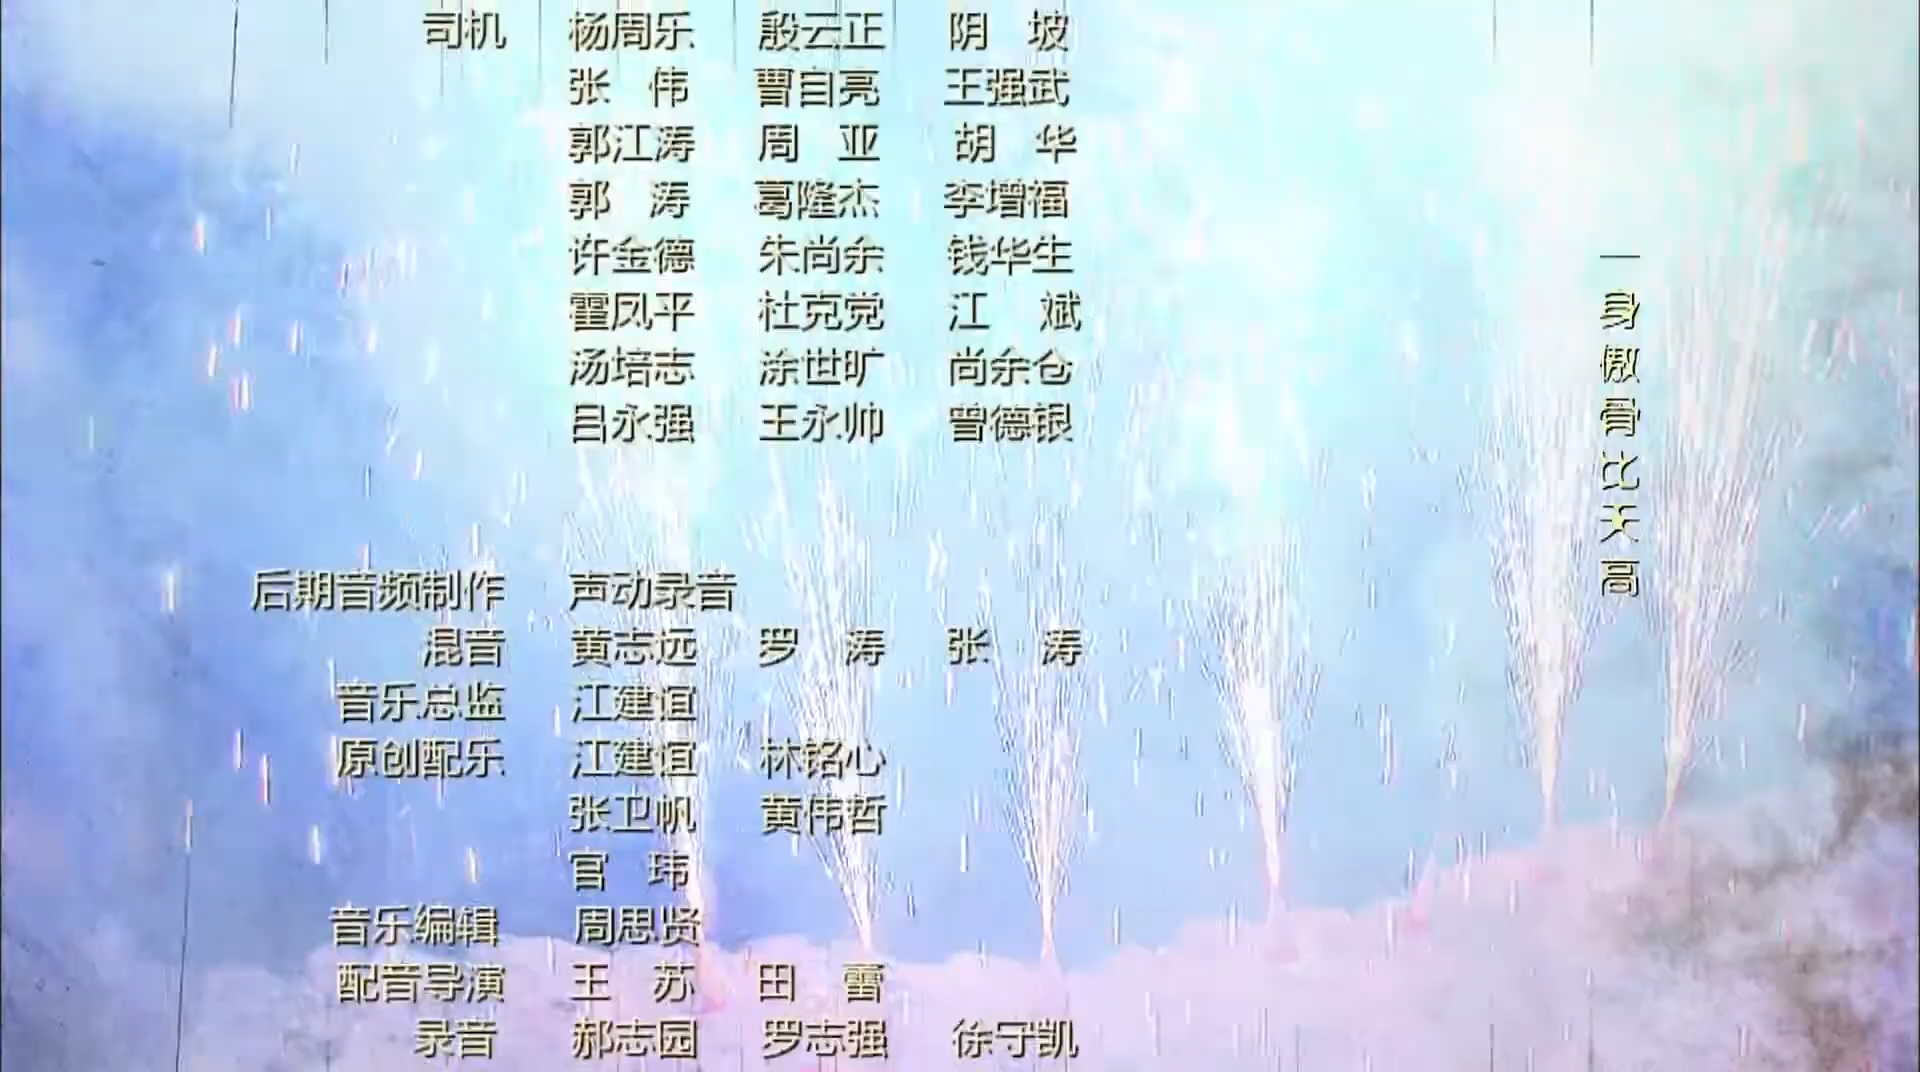 司机 杨周乐 殷云正 阴坡
张伟 曹自亮 王强武
郭江涛 周亚 胡华
郭涛 葛隆杰 李增福
许金德 朱尚余 钱华生
霍凤平 杜克党 江斌
汤培志 涂世旷 尚余仓
吕永强 王永帅 曾德银
后期音频制作 声动录音
混音 黄志远 罗涛 张涛
音乐总监 江建谊
原创配乐 江建谊 林铭心
张卫帆 黄伟哲
官玮
音乐编辑 周思贤
配音导演 王苏 田蕾
录音 郝志园 罗志强 徐守凯
一身傲骨比天高